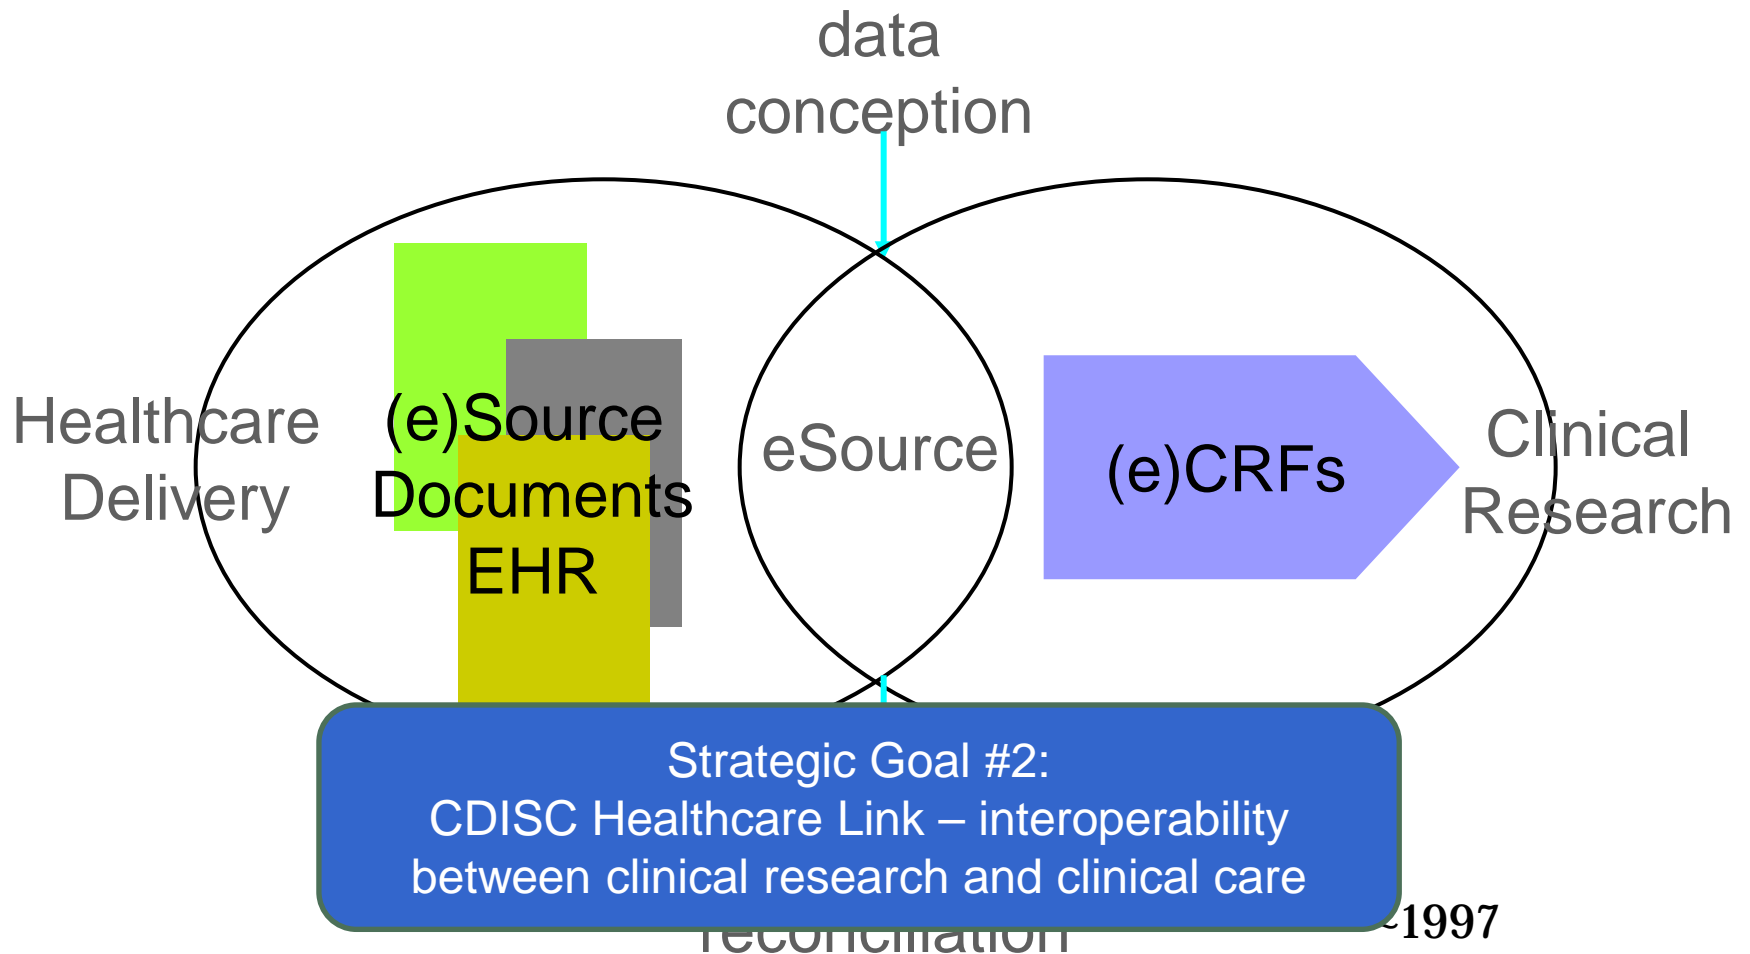 data
conception
Healthcare
Delivery
(e)Source
Documents
EHR
eSource
(e)CRFs
Clinical
Research
Strategic Goal #2:
CDISC Healthcare Link – interoperability
between clinical research and clinical care
reconciliation
~1997